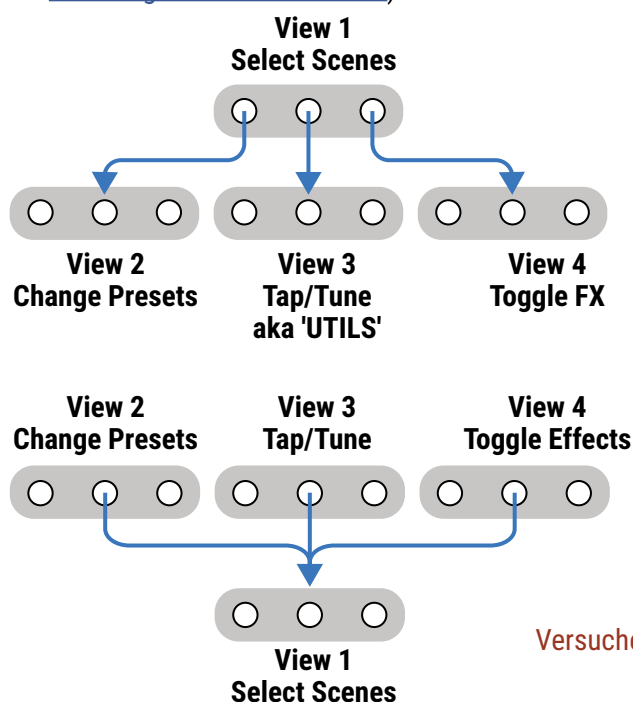 View 1
Select Scenes
View 2
Change Presets
View 3
Tap/Tune
aka 'UTILS'
View 4
Toggle FX
View 2
Change Presets
View 3
Tap/Tune
View 4
Toggle Effects
Versuche
View 1
Select Scenes